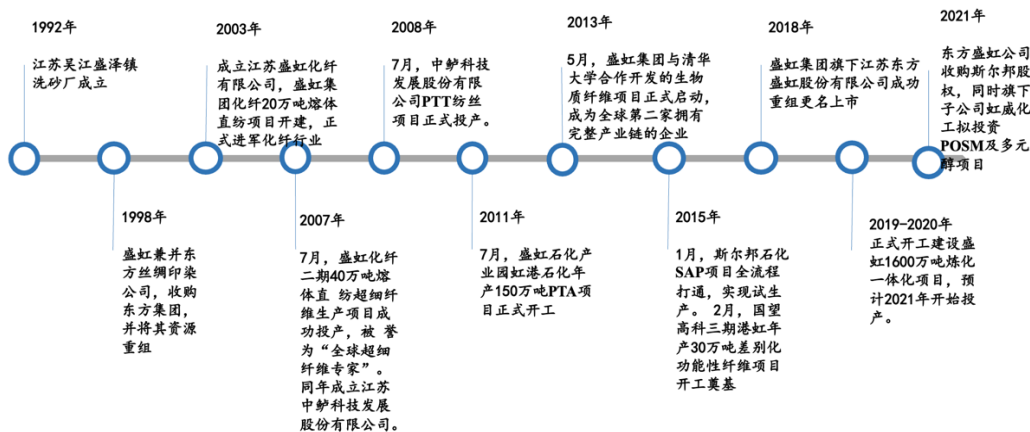 1992年
江苏吴江盛泽镇
洗砂厂成立
1998年
盛虹兼并东
方丝绸印染
公司，收购
东方集团，
并将其资源
重组
2003年
成立江苏盛虹化纤
有限公司，盛虹集
团化纤20万吨熔体
直纺项目开建，正
式进军化纤行业
2007年
7月，盛虹化纤
二期40万吨熔
体直 纺超细纤
维生产项目成
功投产，被 誉
为“全球超细
纤维专家”。
同年成立江苏
中鲈科技发展
股份有限公司。
2008年
7月，中鲈科技
发展股份有限
公司PTT纺丝
项目正式投产。
2011年
7月，盛虹石化产
业园虹港石化年
产150万吨PTA项
目正式开工
2013年
5月，盛虹集团与清华
大学合作开发的生物
质纤维项目正式启动，
成为全球第二家拥有
完整产业链的企业
2015年
1月，斯尔邦石化
SAP项目全流程
打通，实现试生
产。 2月，国望
高科三期港虹年
产30万吨差别化
功能性纤维项目
开工奠基
2018年
盛虹集团旗下江苏东方
盛虹股份有限公司成功
重组更名上市
2019-2020年
正式开工建设盛
虹1600万吨炼化
一体化项目，预
计2021年开始投
产。
2021年
东方盛虹公司
收购斯尔邦股
权，同时旗下
子公司虹威化
工拟投资
POSM及多元
醇项目